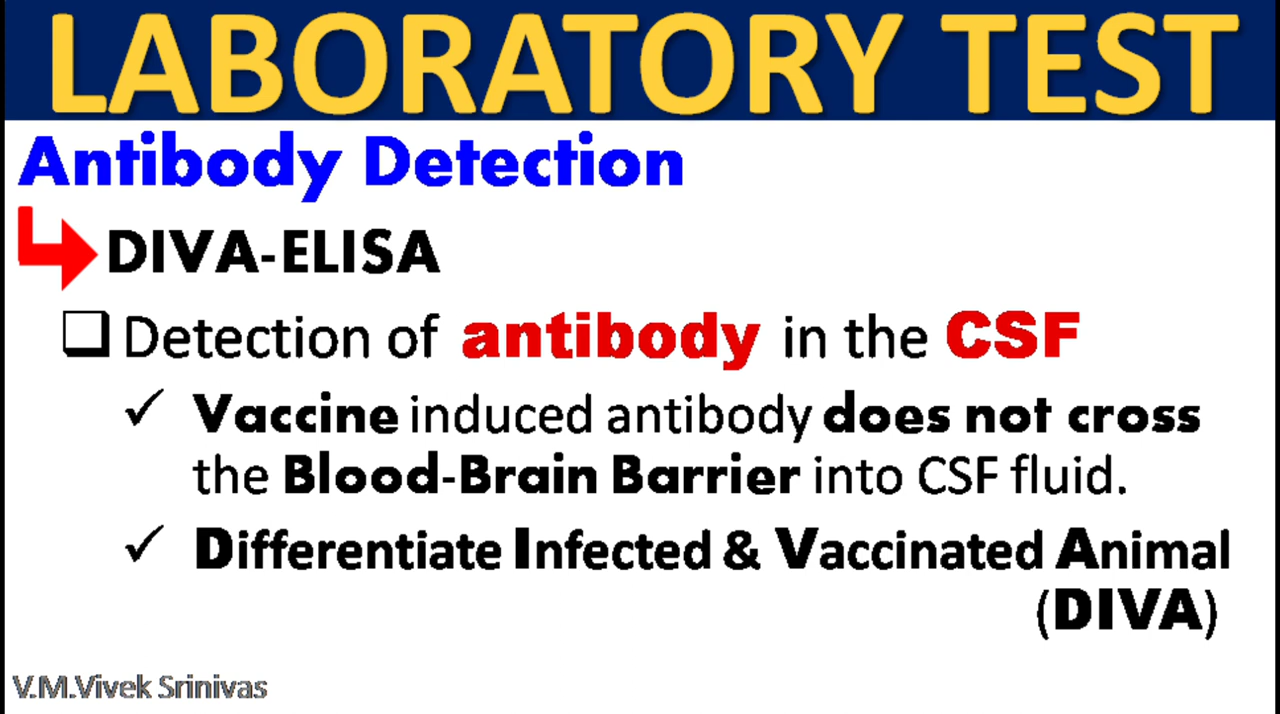 LABORATORY TEST
Antibody Detection
DIVA-ELISA
Detection of antibody in the CSF
Vaccine induced antibody does not cross
the Blood-Brain Barrier into CSF fluid.
Differentiate Infected & Vaccinated Animal
(DIVA)
V.M.Vivek Srinivas